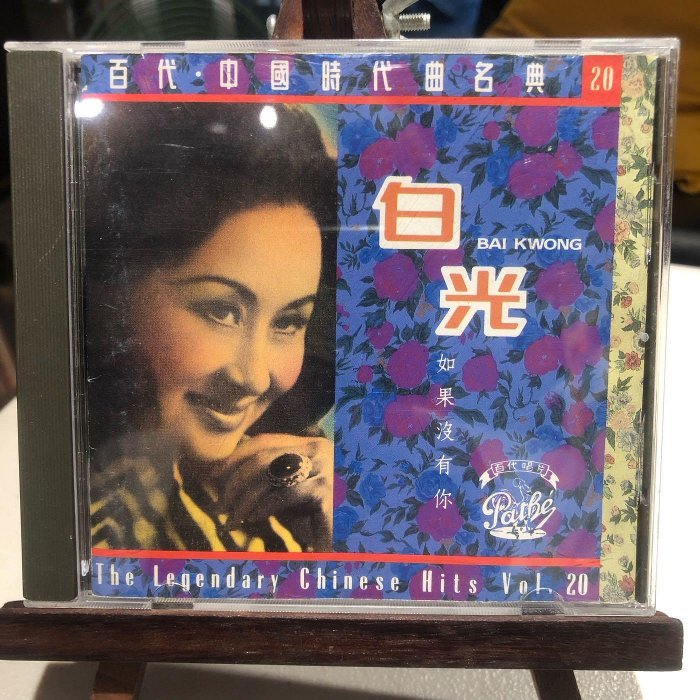 百代·中國時代曲名典
20
白光
BAI KWONG
如果沒有你
百代唱片
Pathé
The Legendary Chinese Hits Vol. 20